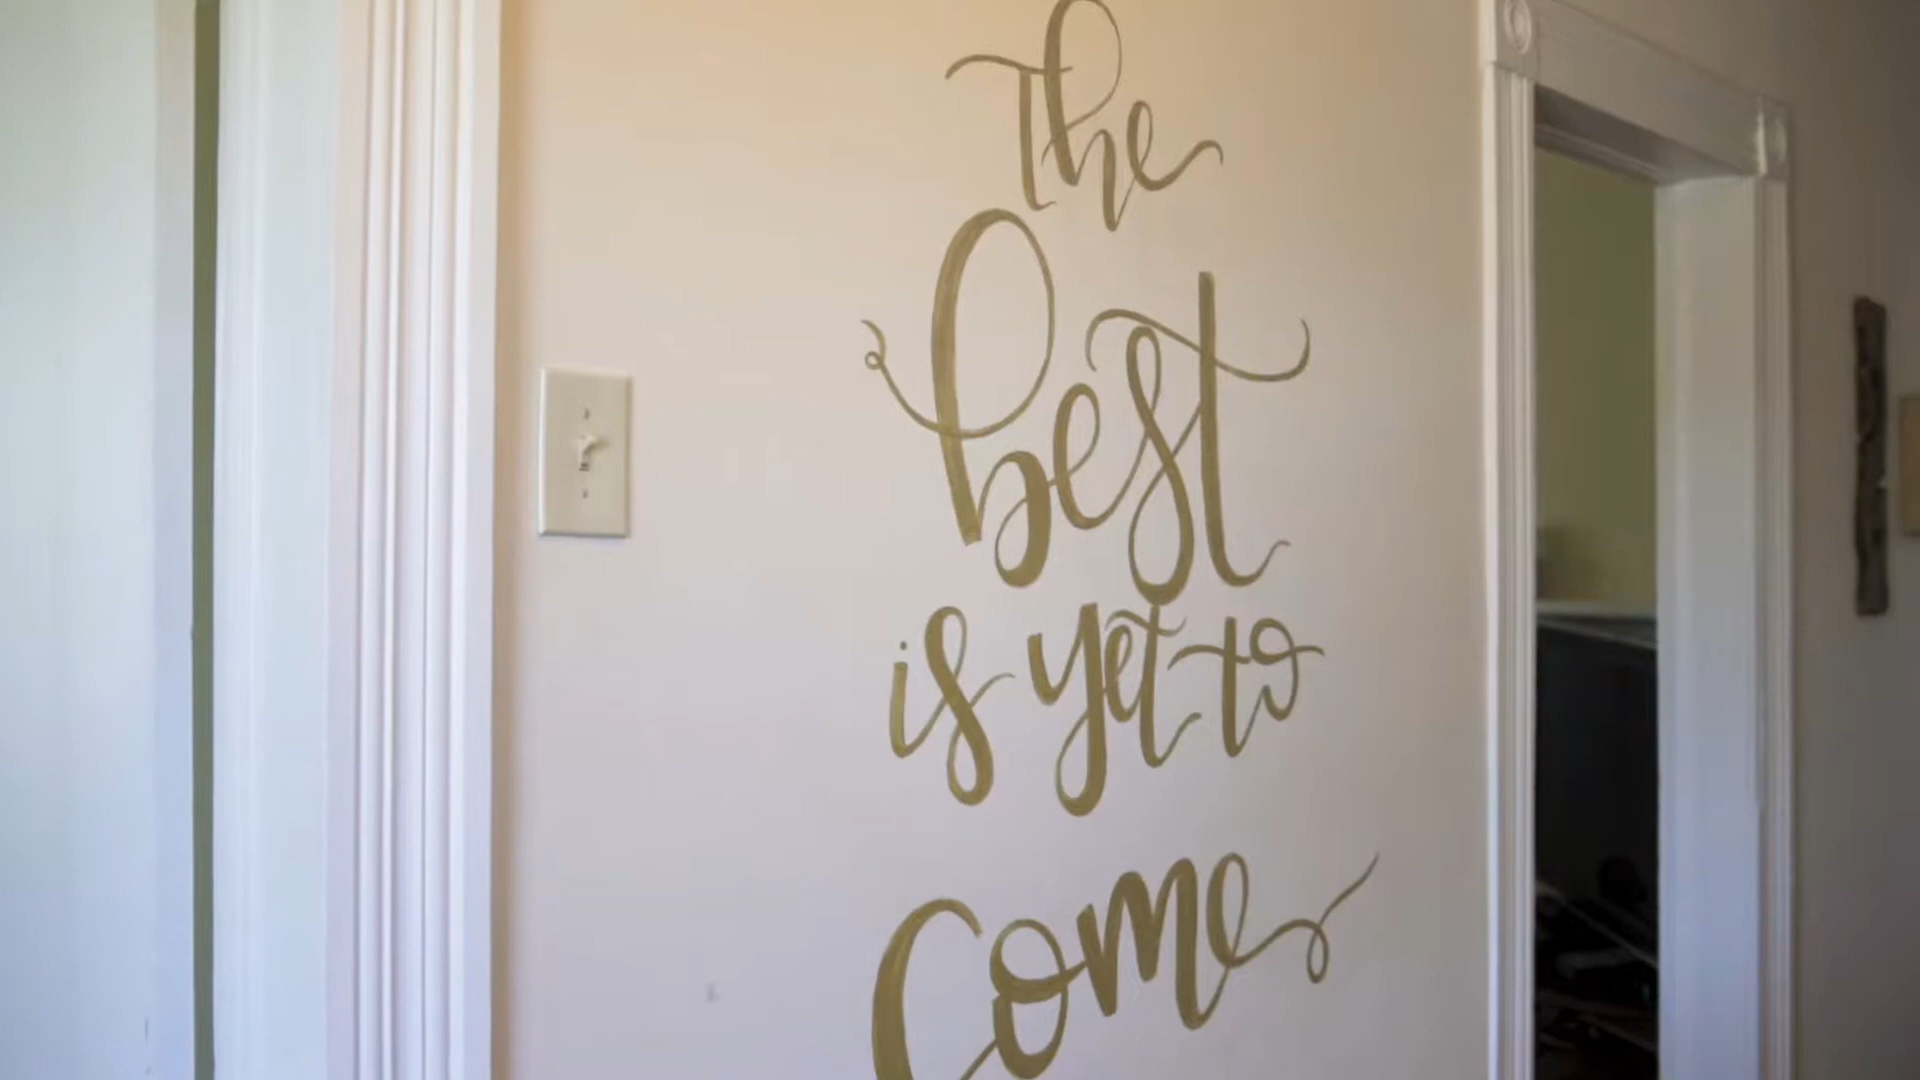 The
best
is yet to
come